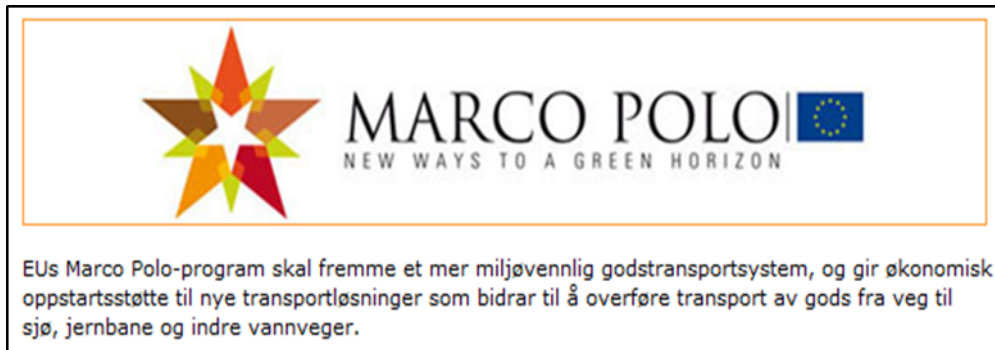 MARCO POLO
NEW WAYS TO A GREEN HORIZON
EUs Marco Polo-program skal fremme et mer miljøvennlig godstransportsystem, og gir økonomisk
oppstartsstøtte til nye transportløsninger som bidrar til å overføre transport av gods fra veg til
sjø, jernbane og indre vannveger.